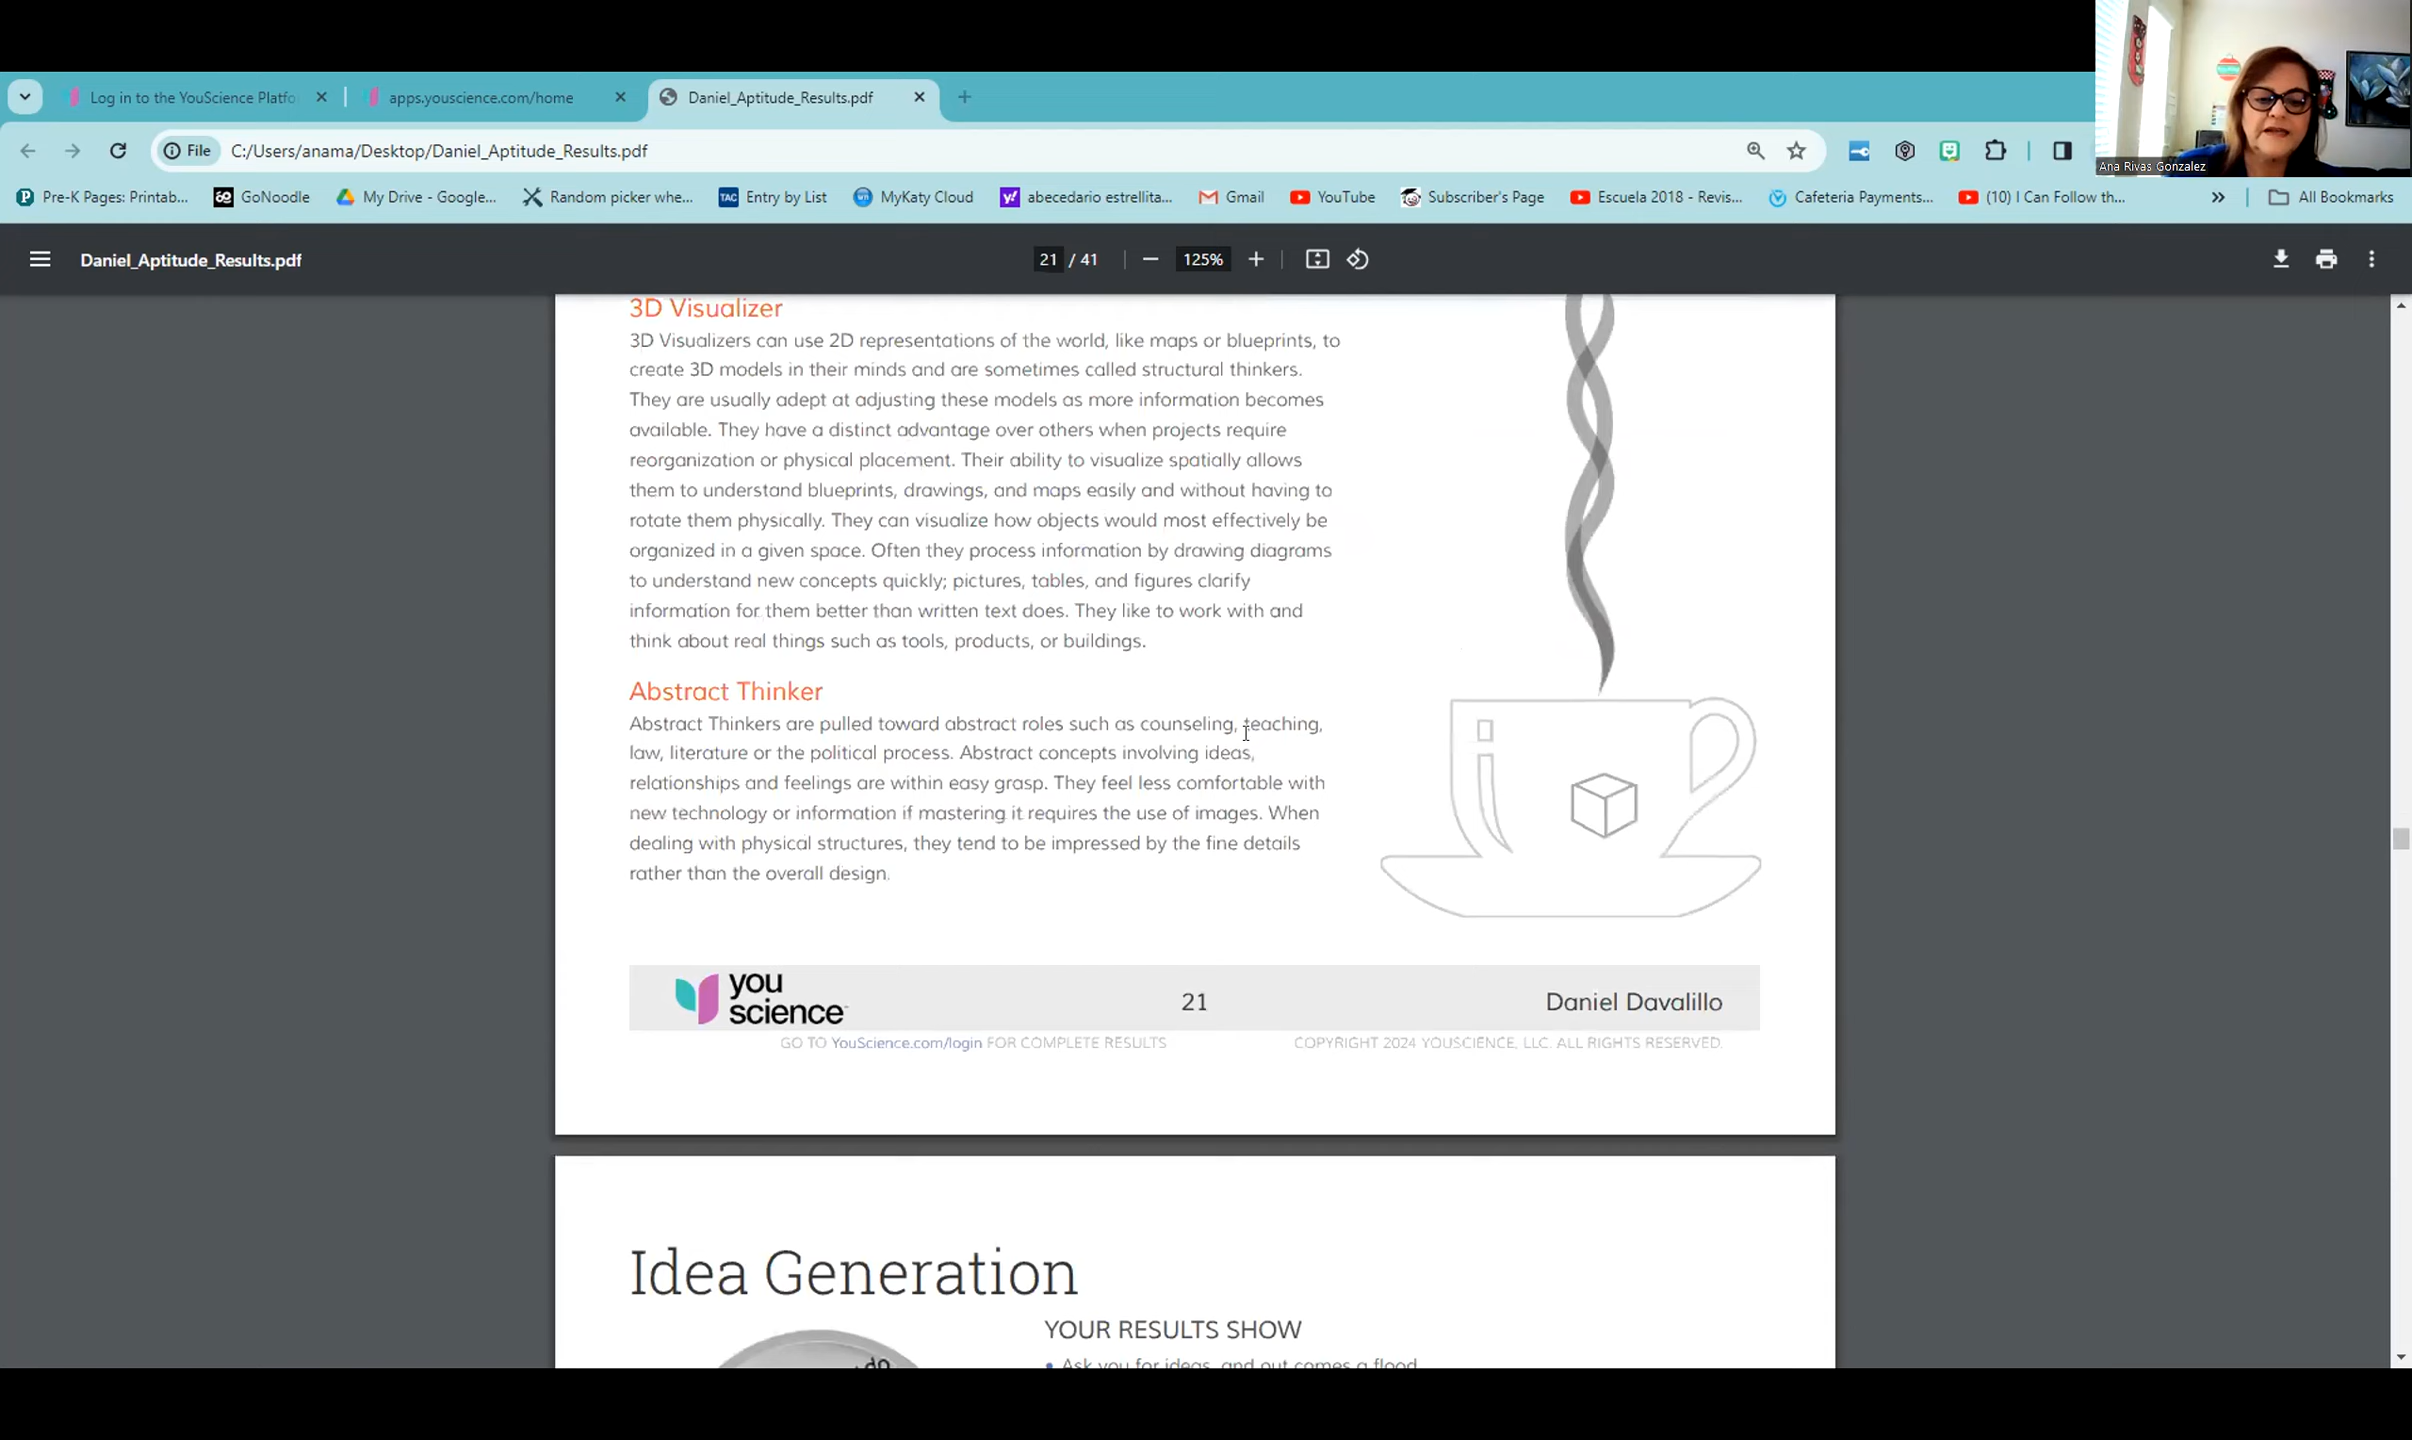 Log in to the YouScience Platfo
apps.youscience.com/home
Daniel_Aptitude_Results.pdf
File
C:/Users/anama/Desktop/Daniel_Aptitude_Results.pdf
Ana Rivas Gonzalez
Pre-K Pages: Printab...
GoNoodle
My Drive - Google...
Random picker whe...
TAC
Entry by List
MyKaty Cloud
abecedario estrellita...
Gmail
YouTube
Subscriber's Page
Escuela 2018 - Revis...
Cafeteria Payments...
(10) I Can Follow th...
All Bookmarks
Daniel_Aptitude_Results.pdf
21 / 41
125%
3D Visualizer
3D Visualizers can use 2D representations of the world, like maps or blueprints, to
create 3D models in their minds and are sometimes called structural thinkers.
They are usually adept at adjusting these models as more information becomes
available. They have a distinct advantage over others when projects require
reorganization or physical placement. Their ability to visualize spatially allows
them to understand blueprints, drawings, and maps easily and without having to
rotate them physically. They can visualize how objects would most effectively be
organized in a given space. Often they process information by drawing diagrams
to understand new concepts quickly; pictures, tables, and figures clarify
information for them better than written text does. They like to work with and
think about real things such as tools, products, or buildings.
Abstract Thinker
Abstract Thinkers are pulled toward abstract roles such as counseling, teaching,
law, literature or the political process. Abstract concepts involving ideas,
relationships and feelings are within easy grasp. They feel less comfortable with
new technology or information if mastering it requires the use of images. When
dealing with physical structures, they tend to be impressed by the fine details
rather than the overall design.
you
science
21
Daniel Davalillo
GO TO YouScience.com/login FOR COMPLETE RESULTS
COPYRIGHT 2024 YOUSCIENCE, LLC. ALL RIGHTS RESERVED.
Idea Generation
YOUR RESULTS SHOW
• Ask you for ideas, and out comes a flood